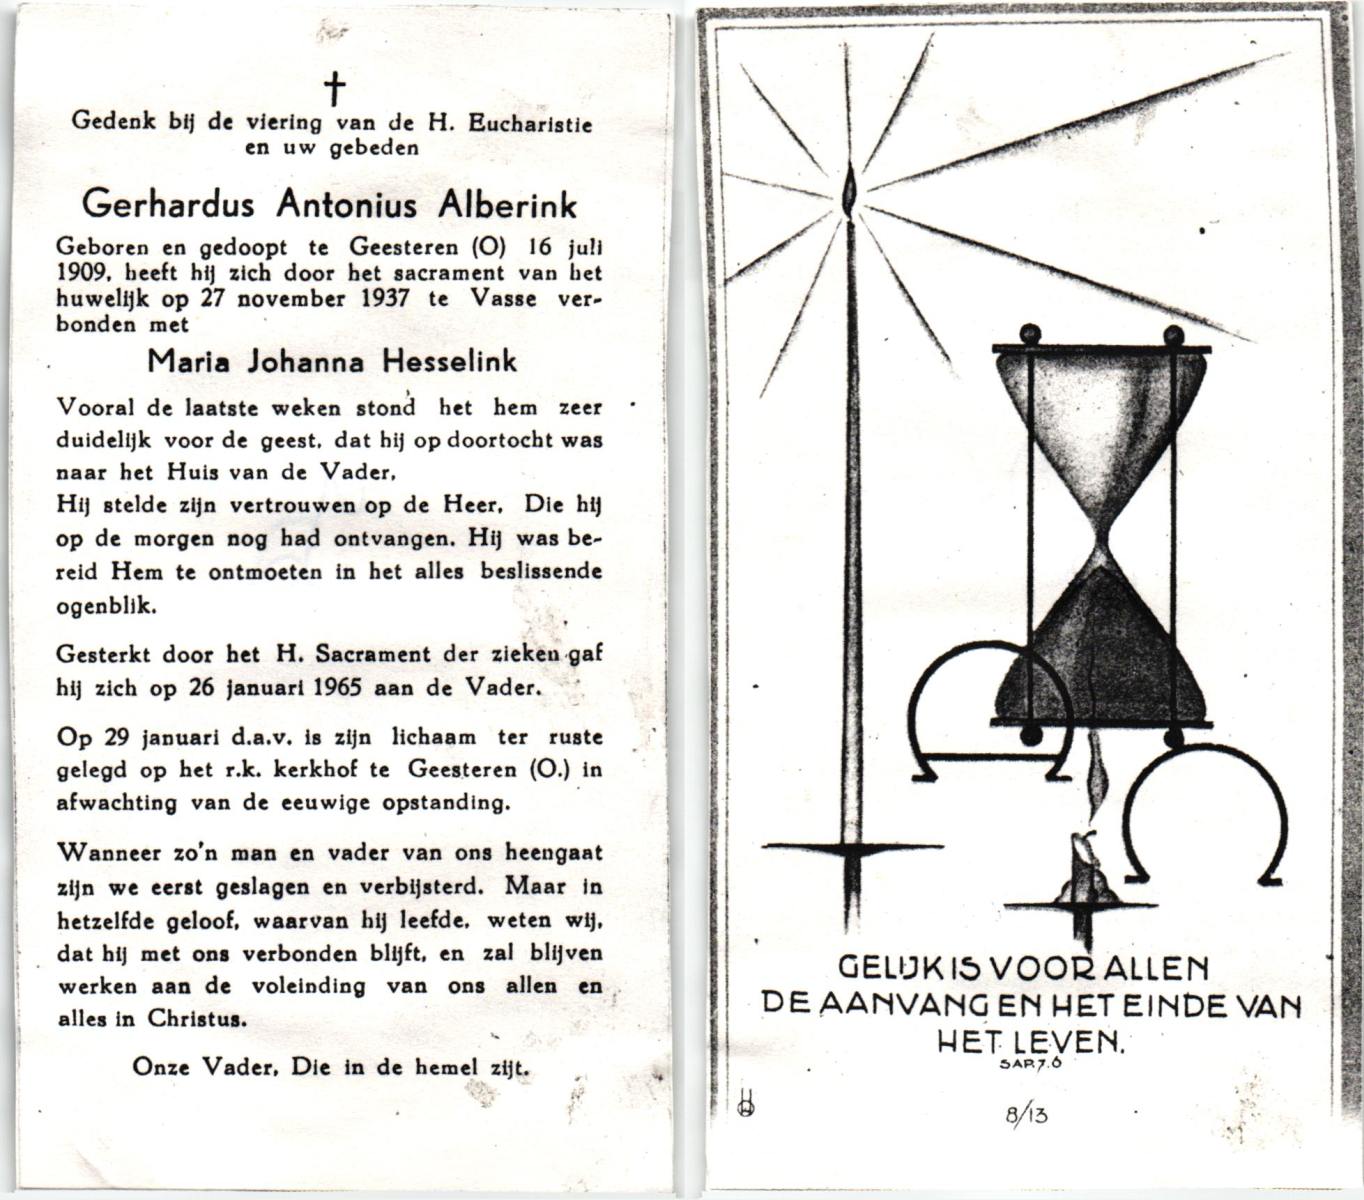 Gedenk bij de viering van de H. Eucharistie
en uw gebeden
Gerhardus Antonius Alberink
Geboren en gedoopt te Geesteren (O) 16 juli
1909, heeft hij zich door het sacrament van het
huwelijk op 27 november 1937 te Vasse ver-
bonden met
Maria Johanna Hesselink
Vooral de laatste weken stond het hem zeer
duidelijk voor de geest, dat hij op doortocht was
naar het Huis van de Vader,
Hij stelde zijn vertrouwen op de Heer, Die hij
op de morgen nog had ontvangen. Hij was be-
reid Hem te ontmoeten in het alles beslissende
ogenblik.
Gesterkt door het H. Sacrament der zieken gaf
hij zich op 26 januari 1965 aan de Vader.
Op 29 januari d.a.v. is zijn lichaam ter ruste
gelegd op het r.k. kerkhof te Geesteren (O.) in
afwachting van de eeuwige opstanding.
Wanneer zo'n man en vader van ons heengaat
zijn we eerst geslagen en verbijsterd. Maar in
hetzelfde geloof, waarvan hij leefde, weten wij,
dat hij met ons verbonden blijft, en zal blijven
werken aan de voleinding van ons allen en
alles in Christus.
Onze Vader, Die in de hemel zijt.
GELIJK IS VOOR ALLEN
DE AANVANG EN HET EINDE VAN
HET LEVEN.
SAP. 7.6
8/13